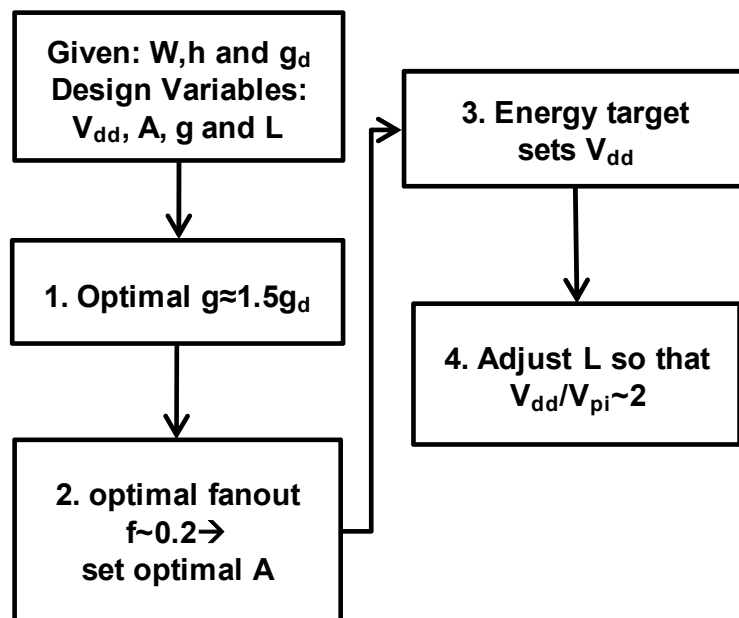 Given: W,h and gd
Design Variables:
Vdd, A, g and L
1. Optimal g≈1.5gd
2. optimal fanout
f~0.2→
set optimal A
3. Energy target
sets Vdd
4. Adjust L so that
Vdd/Vpi~2